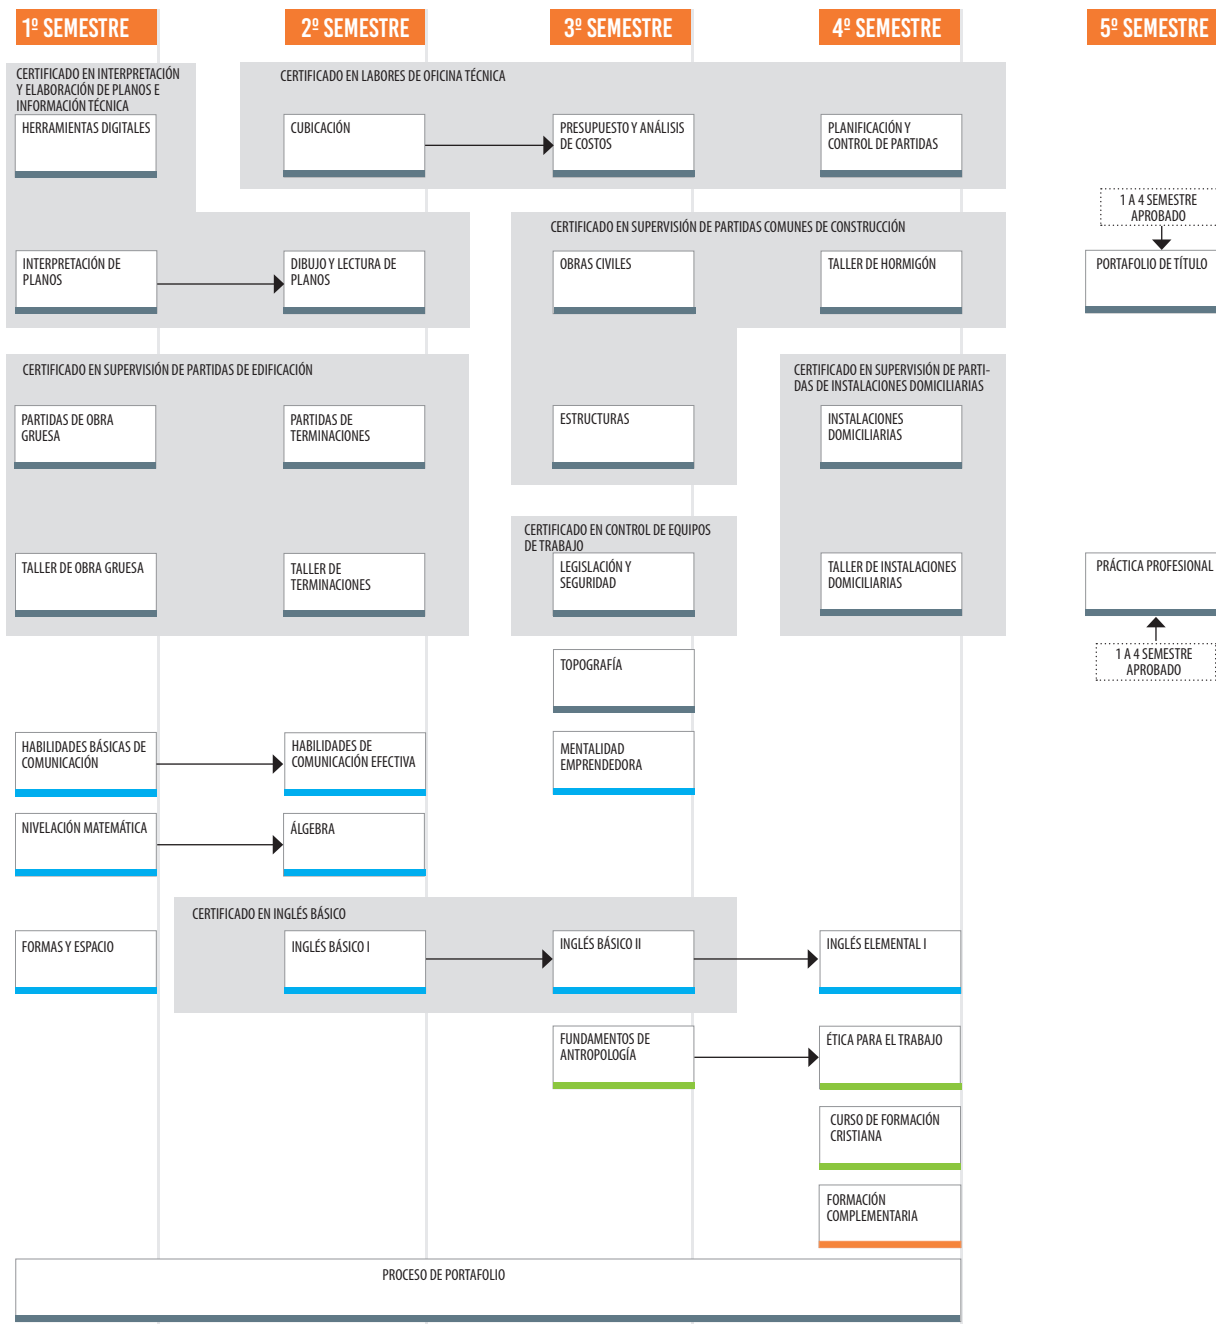 1º SEMESTRE
2º SEMESTRE
3º SEMESTRE
4º SEMESTRE
5º SEMESTRE
CERTIFICADO EN INTERPRETACIÓN
Y ELABORACIÓN DE PLANOS E
INFORMACIÓN TÉCNICA
CERTIFICADO EN LABORES DE OFICINA TÉCNICA
HERRAMIENTAS DIGITALES
CUBICACIÓN
PRESUPUESTO Y ANÁLISIS
DE COSTOS
PLANIFICACIÓN Y
CONTROL DE PARTIDAS
1 A 4 SEMESTRE
APROBADO
CERTIFICADO EN SUPERVISIÓN DE PARTIDAS COMUNES DE CONSTRUCCIÓN
INTERPRETACIÓN DE
PLANOS
DIBUJO Y LECTURA DE
PLANOS
OBRAS CIVILES
TALLER DE HORMIGÓN
PORTAFOLIO DE TÍTULO
CERTIFICADO EN SUPERVISIÓN DE PARTIDAS DE EDIFICACIÓN
CERTIFICADO EN SUPERVISIÓN DE PARTI-
DAS DE INSTALACIONES DOMICILIARIAS
PARTIDAS DE OBRA
GRUESA
PARTIDAS DE
TERMINACIONES
ESTRUCTURAS
INSTALACIONES
DOMICILIARIAS
CERTIFICADO EN CONTROL DE EQUIPOS
DE TRABAJO
TALLER DE OBRA GRUESA
TALLER DE
TERMINACIONES
LEGISLACIÓN Y
SEGURIDAD
TALLER DE INSTALACIONES
DOMICILIARIAS
PRÁCTICA PROFESIONAL
1 A 4 SEMESTRE
APROBADO
TOPOGRAFÍA
HABILIDADES BÁSICAS DE
COMUNICACIÓN
HABILIDADES DE
COMUNICACIÓN EFECTIVA
MENTALIDAD
EMPRENDEDORA
NIVELACIÓN MATEMÁTICA
ÁLGEBRA
CERTIFICADO EN INGLÉS BÁSICO
FORMAS Y ESPACIO
INGLÉS BÁSICO I
INGLÉS BÁSICO II
INGLÉS ELEMENTAL I
FUNDAMENTOS DE
ANTROPOLOGÍA
ÉTICA PARA EL TRABAJO
CURSO DE FORMACIÓN
CRISTIANA
FORMACIÓN
COMPLEMENTARIA
PROCESO DE PORTAFOLIO